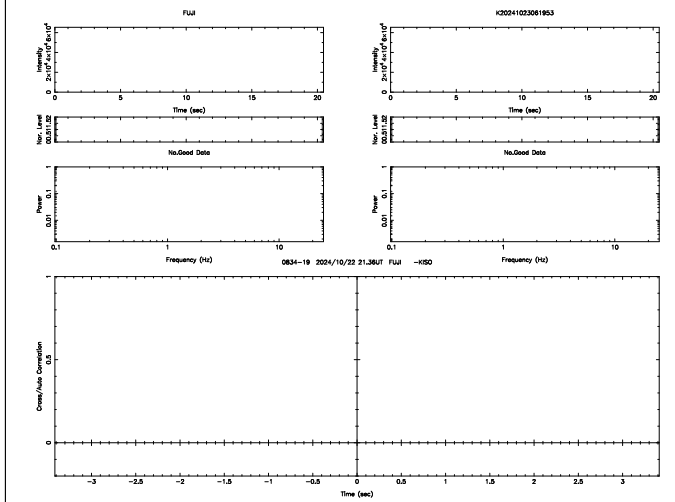 FUJI
K20241023061953
Intensity
2×10⁴ 4×10⁴ 6×10⁴
0 5 10 15 20
Time (sec)
Intensity
2×10⁴ 4×10⁴ 6×10⁴
0 5 10 15 20
Time (sec)
Nor. Level
00.511.52
Nor. Level
00.511.52
No.Good Data
No.Good Data
Power
0.01 0.1 1
0.1 1 10
Frequency (Hz)
Power
0.01 0.1 1
0.1 1 10
Frequency (Hz)
0834-19 2024/10/22 21.36UT FUJI -KISO
Cross/Auto Correlation
0 0.5 1
-3 -2.5 -2 -1.5 -1 -0.5 0 0.5 1 1.5 2 2.5 3
Time (sec)